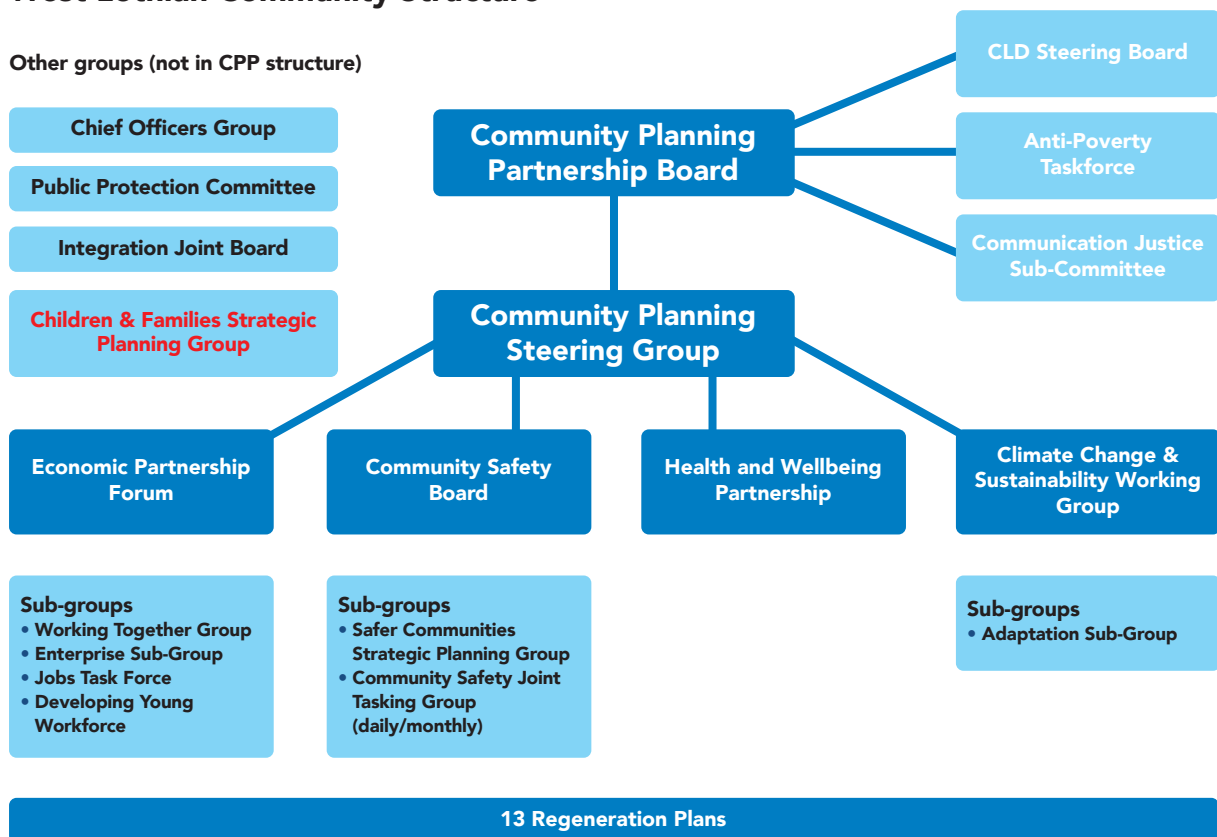 West Lothian Community Structure
Other groups (not in CPP structure)
Chief Officers Group
Public Protection Committee
Integration Joint Board
Children & Families Strategic
Planning Group
Community Planning
Partnership Board
CLD Steering Board
Anti-Poverty
Taskforce
Communication Justice
Sub-Committee
Community Planning
Steering Group
Economic Partnership
Forum
Community Safety
Board
Health and Wellbeing
Partnership
Climate Change &
Sustainability Working
Group
Sub-groups
• Working Together Group
• Enterprise Sub-Group
• Jobs Task Force
• Developing Young
Workforce
Sub-groups
• Safer Communities
Strategic Planning Group
• Community Safety Joint
Tasking Group
(daily/monthly)
Sub-groups
• Adaptation Sub-Group
13 Regeneration Plans